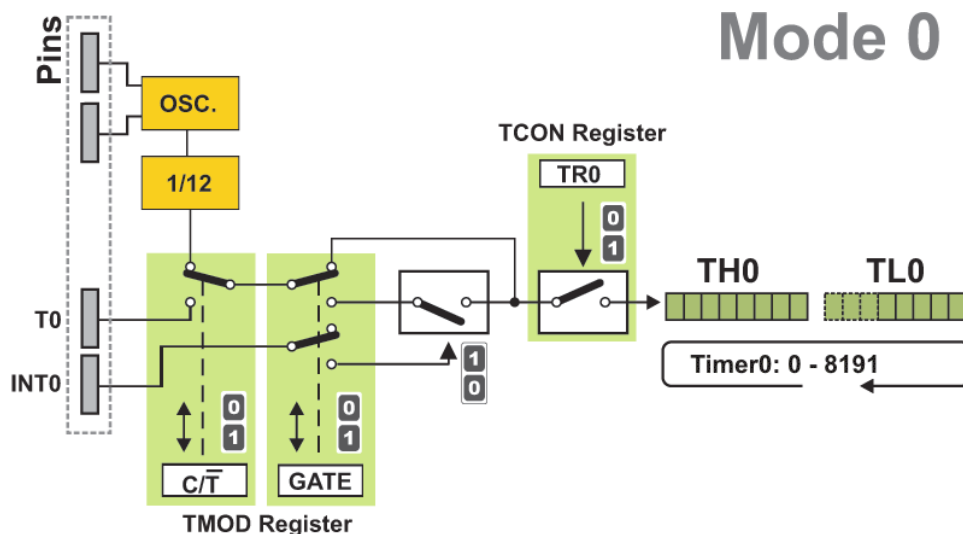 Mode 0
Pins
OSC.
1/12
TCON Register
TR0
0
1
TH0
TL0
T0
INT0
1
0
Timer0: 0 - 8191
0
1
0
1
C/T̅
GATE
TMOD Register